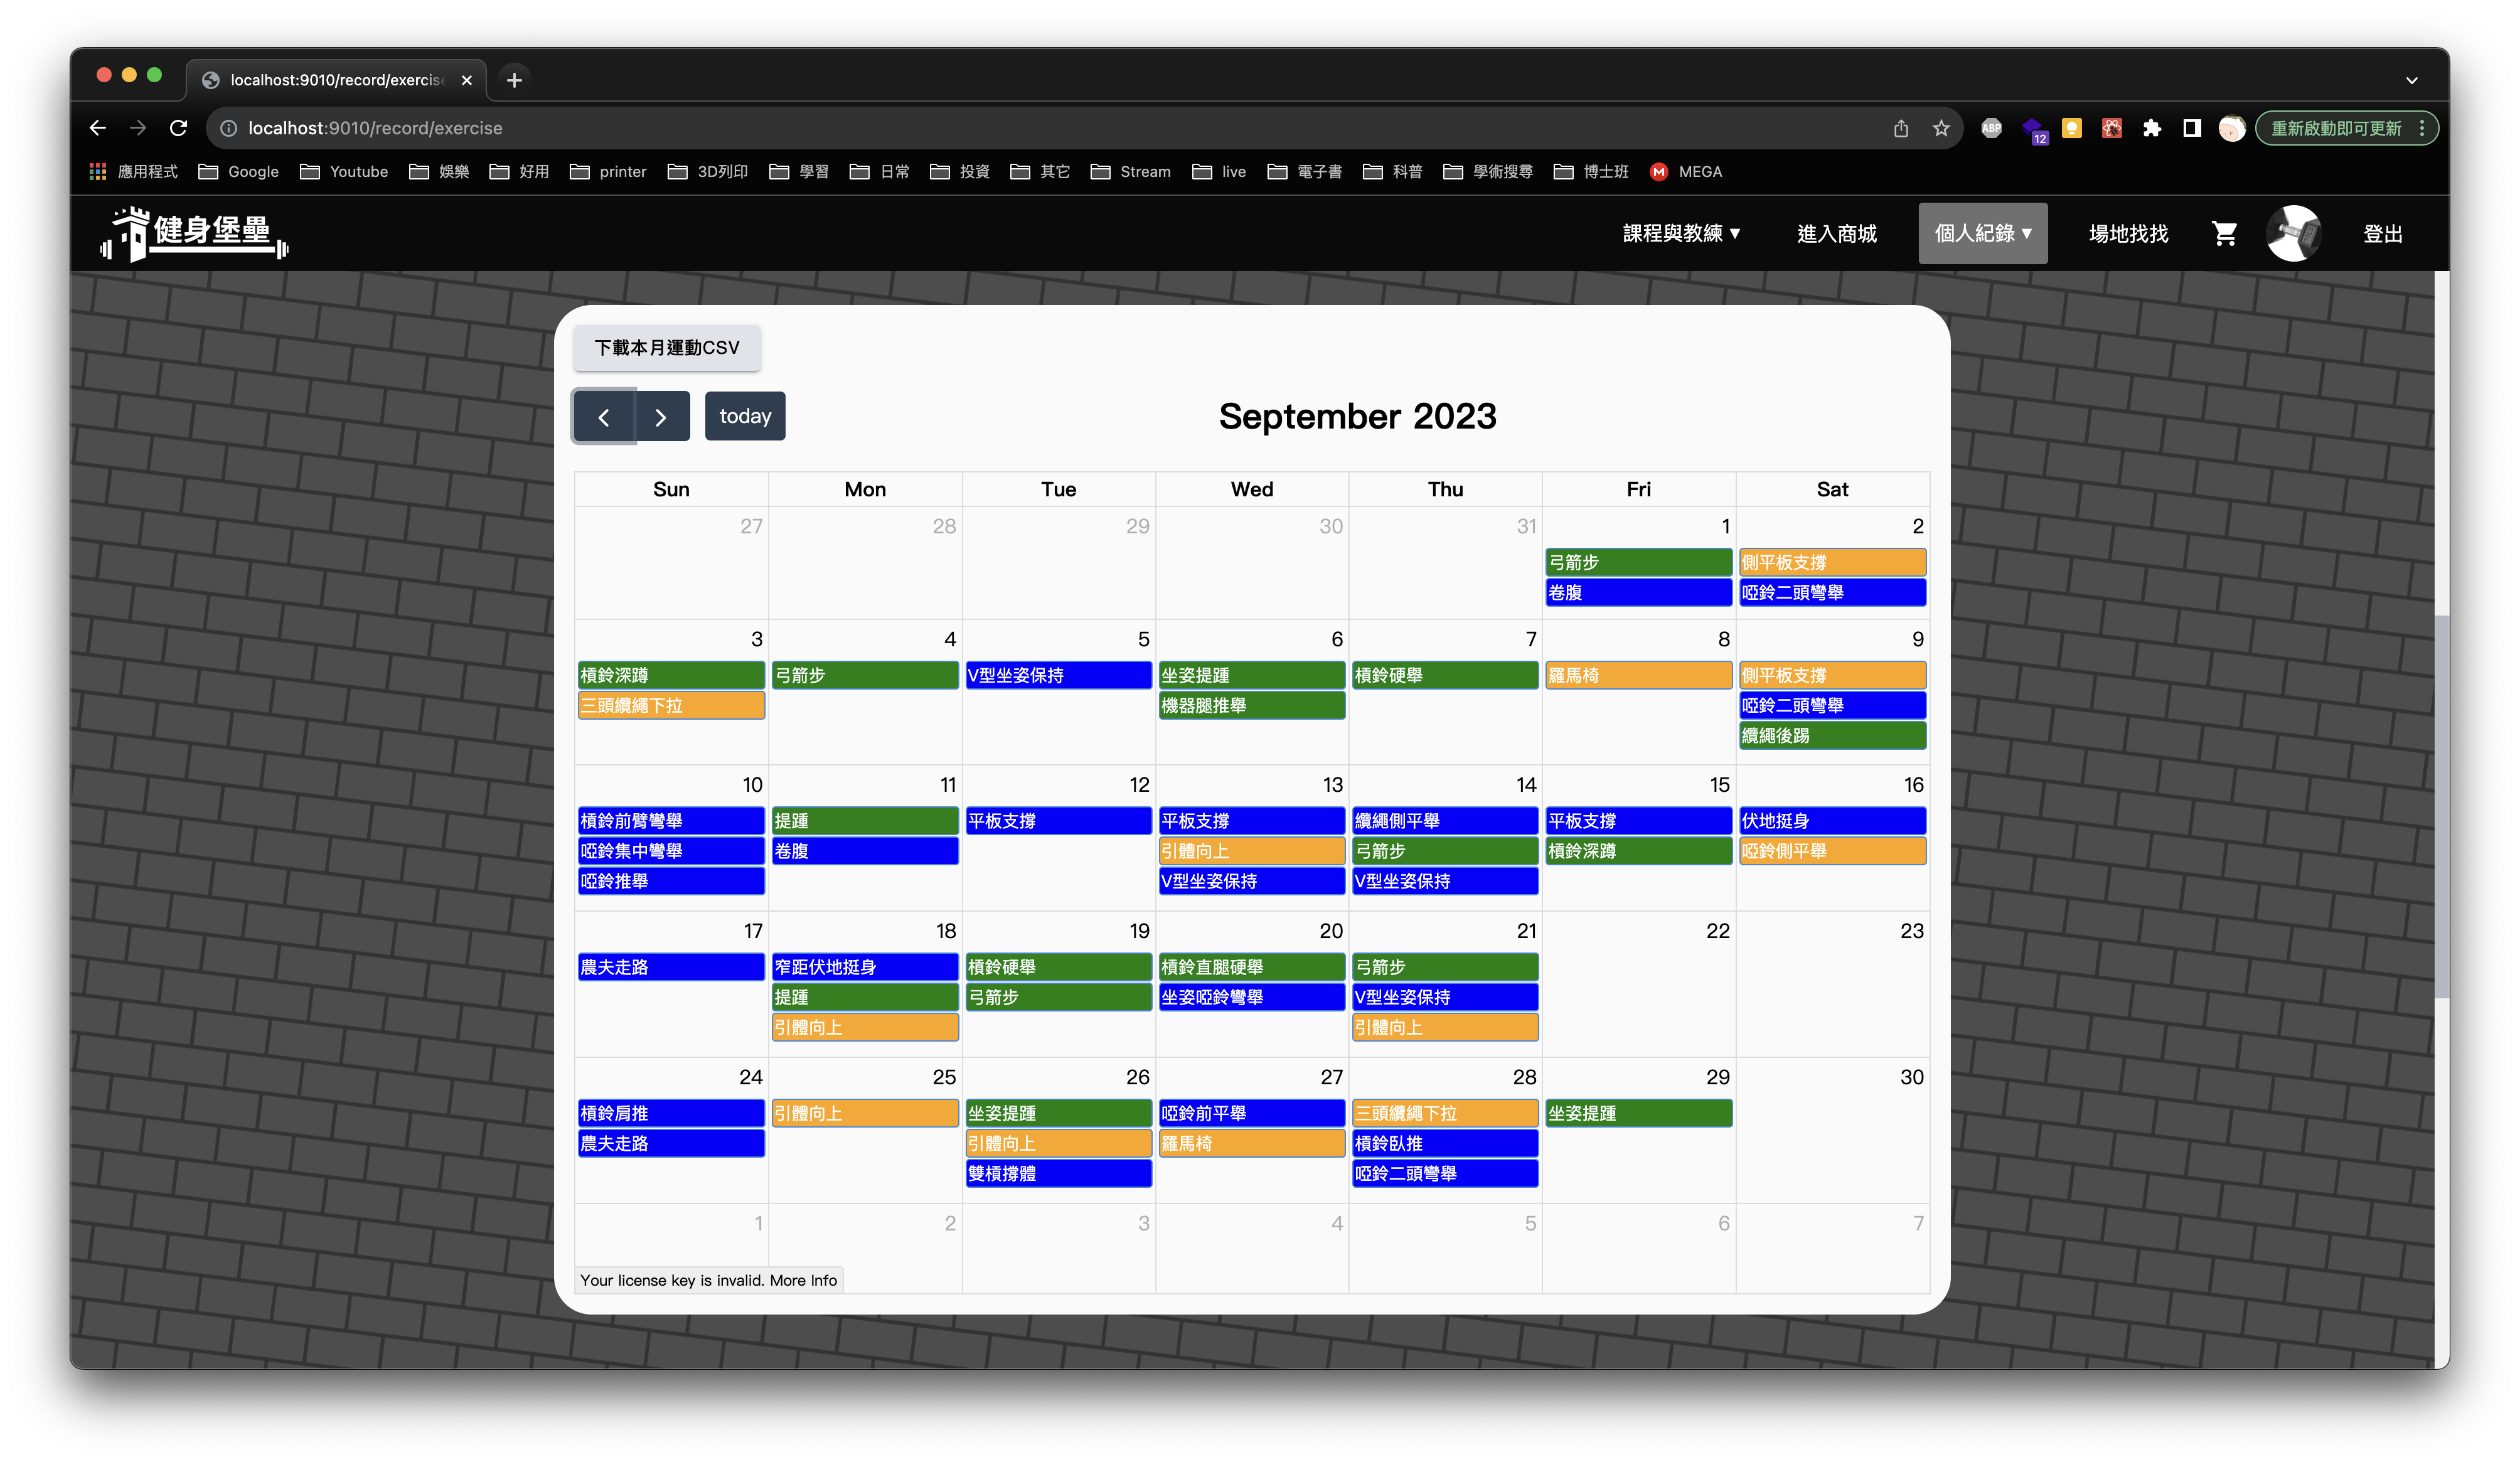 localhost:9010/record/exercise
localhost:9010/record/exercise
ABP
12
重新啟動即可更新
應用程式 Google Youtube 娛樂 好用 printer 3D列印 學習 日常 投資 其它 Stream live 電子書 科普 學術搜尋 博士班 M MEGA
健身堡壘
課程與教練▼ 進入商城 個人紀錄▼ 場地找找 登出
下載本月運動CSV
today
September 2023
Sun Mon Tue Wed Thu Fri Sat
27 28 29 30 31 1 2
弓箭步 側平板支撐
卷腹 啞鈴二頭彎舉
3 4 5 6 7 8 9
槓鈴深蹲 弓箭步 V型坐姿保持 坐姿提踵 槓鈴硬舉 羅馬椅 側平板支撐
三頭纜繩下拉 機器腿推舉 啞鈴二頭彎舉
纜繩後踢
10 11 12 13 14 15 16
槓鈴前臂彎舉 提踵 平板支撐 平板支撐 纜繩側平舉 平板支撐 伏地挺身
啞鈴集中彎舉 卷腹 引體向上 弓箭步 槓鈴深蹲 啞鈴側平舉
啞鈴推舉 V型坐姿保持 V型坐姿保持
17 18 19 20 21 22 23
農夫走路 窄距伏地挺身 槓鈴硬舉 槓鈴直腿硬舉 弓箭步
提踵 弓箭步 坐姿啞鈴彎舉 V型坐姿保持
引體向上 引體向上
24 25 26 27 28 29 30
槓鈴肩推 引體向上 坐姿提踵 啞鈴前平舉 三頭纜繩下拉 坐姿提踵
農夫走路 引體向上 羅馬椅 槓鈴臥推
雙槓撐體 啞鈴二頭彎舉
1 2 3 4 5 6 7
Your license key is invalid. More Info